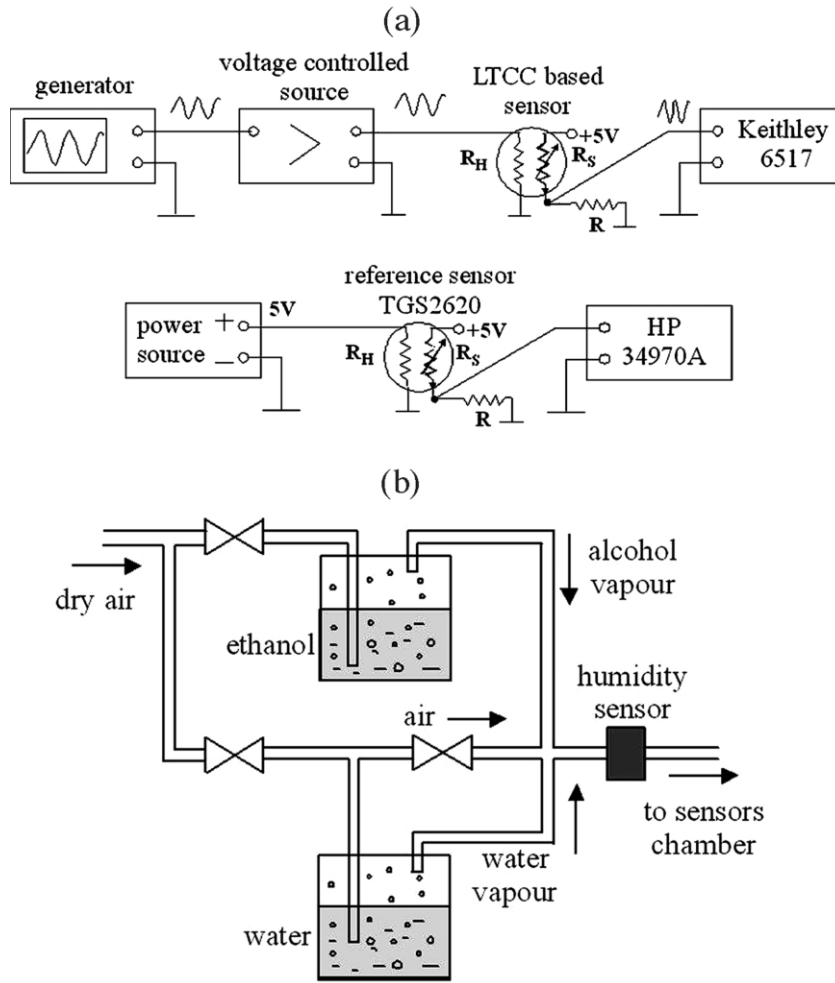 (a)
generator
voltage controlled
source
LTCC based
sensor
+5V
R_H
R_S
R
Keithley
6517
reference sensor
TGS2620
power
source
+
−
5V
+5V
R_H
R_S
R
HP
34970A
(b)
dry air
ethanol
alcohol
vapour
air
humidity
sensor
to sensors
chamber
water
vapour
water